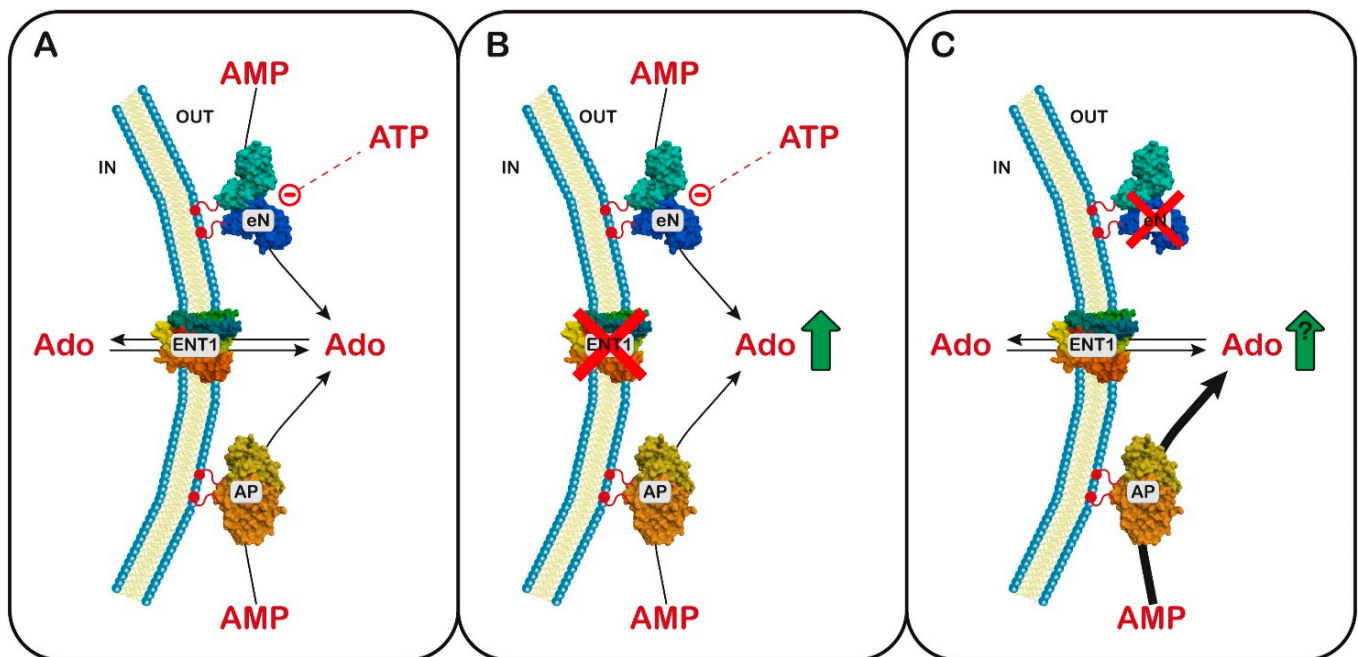 A
AMP
OUT
ATP
IN
eN
Ado
ENT1
Ado
AP
AMP
B
AMP
OUT
ATP
IN
eN
ENT1
Ado
AP
AMP
C
OUT
IN
eN
Ado
ENT1
Ado
?
AP
AMP